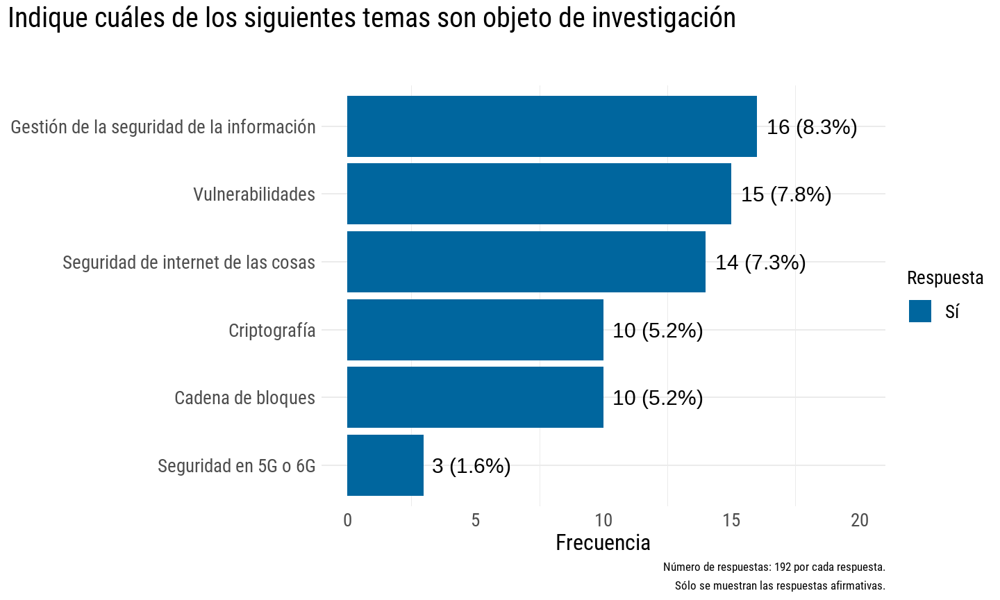 Indique cuáles de los siguientes temas son objeto de investigación
Gestión de la seguridad de la información
16 (8.3%)
Vulnerabilidades
15 (7.8%)
Seguridad de internet de las cosas
14 (7.3%)
Criptografía
10 (5.2%)
Cadena de bloques
10 (5.2%)
Seguridad en 5G o 6G
3 (1.6%)
0 5 10 15 20
Frecuencia
Respuesta
Sí
Número de respuestas: 192 por cada respuesta.
Sólo se muestran las respuestas afirmativas.